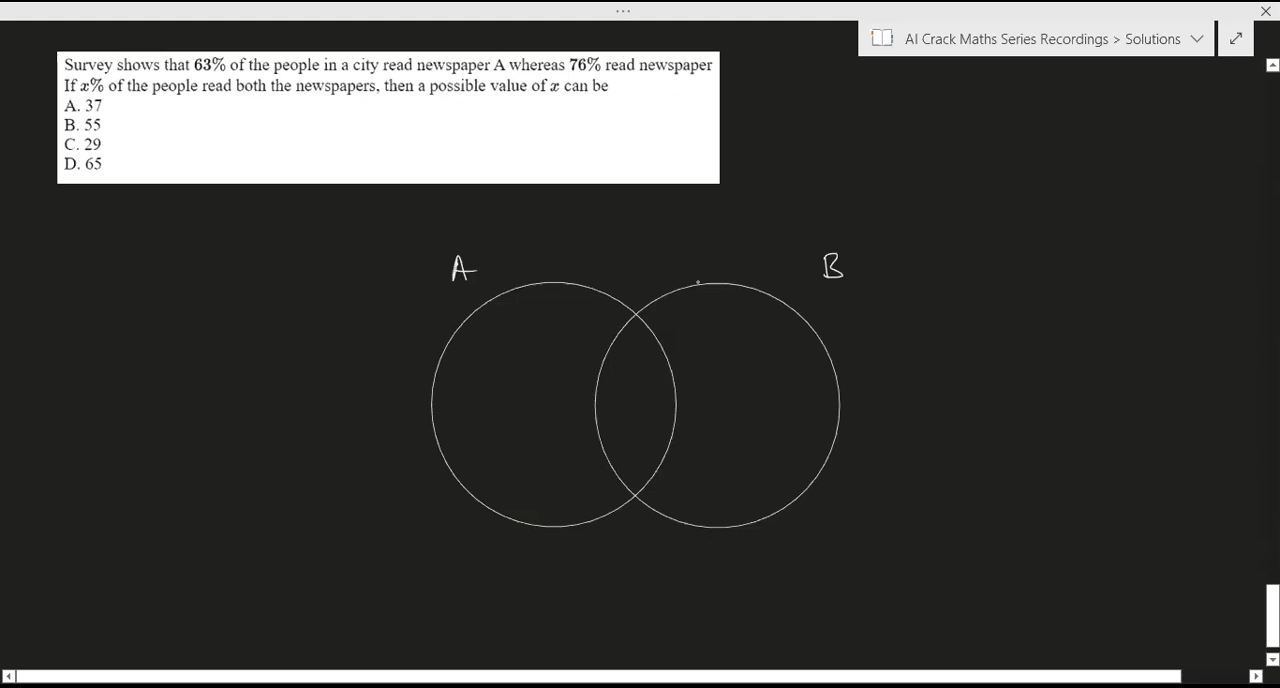 AI Crack Maths Series Recordings > Solutions
Survey shows that 63% of the people in a city read newspaper A whereas 76% read newspaper
If x% of the people read both the newspapers, then a possible value of x can be
A. 37
B. 55
C. 29
D. 65
A
B